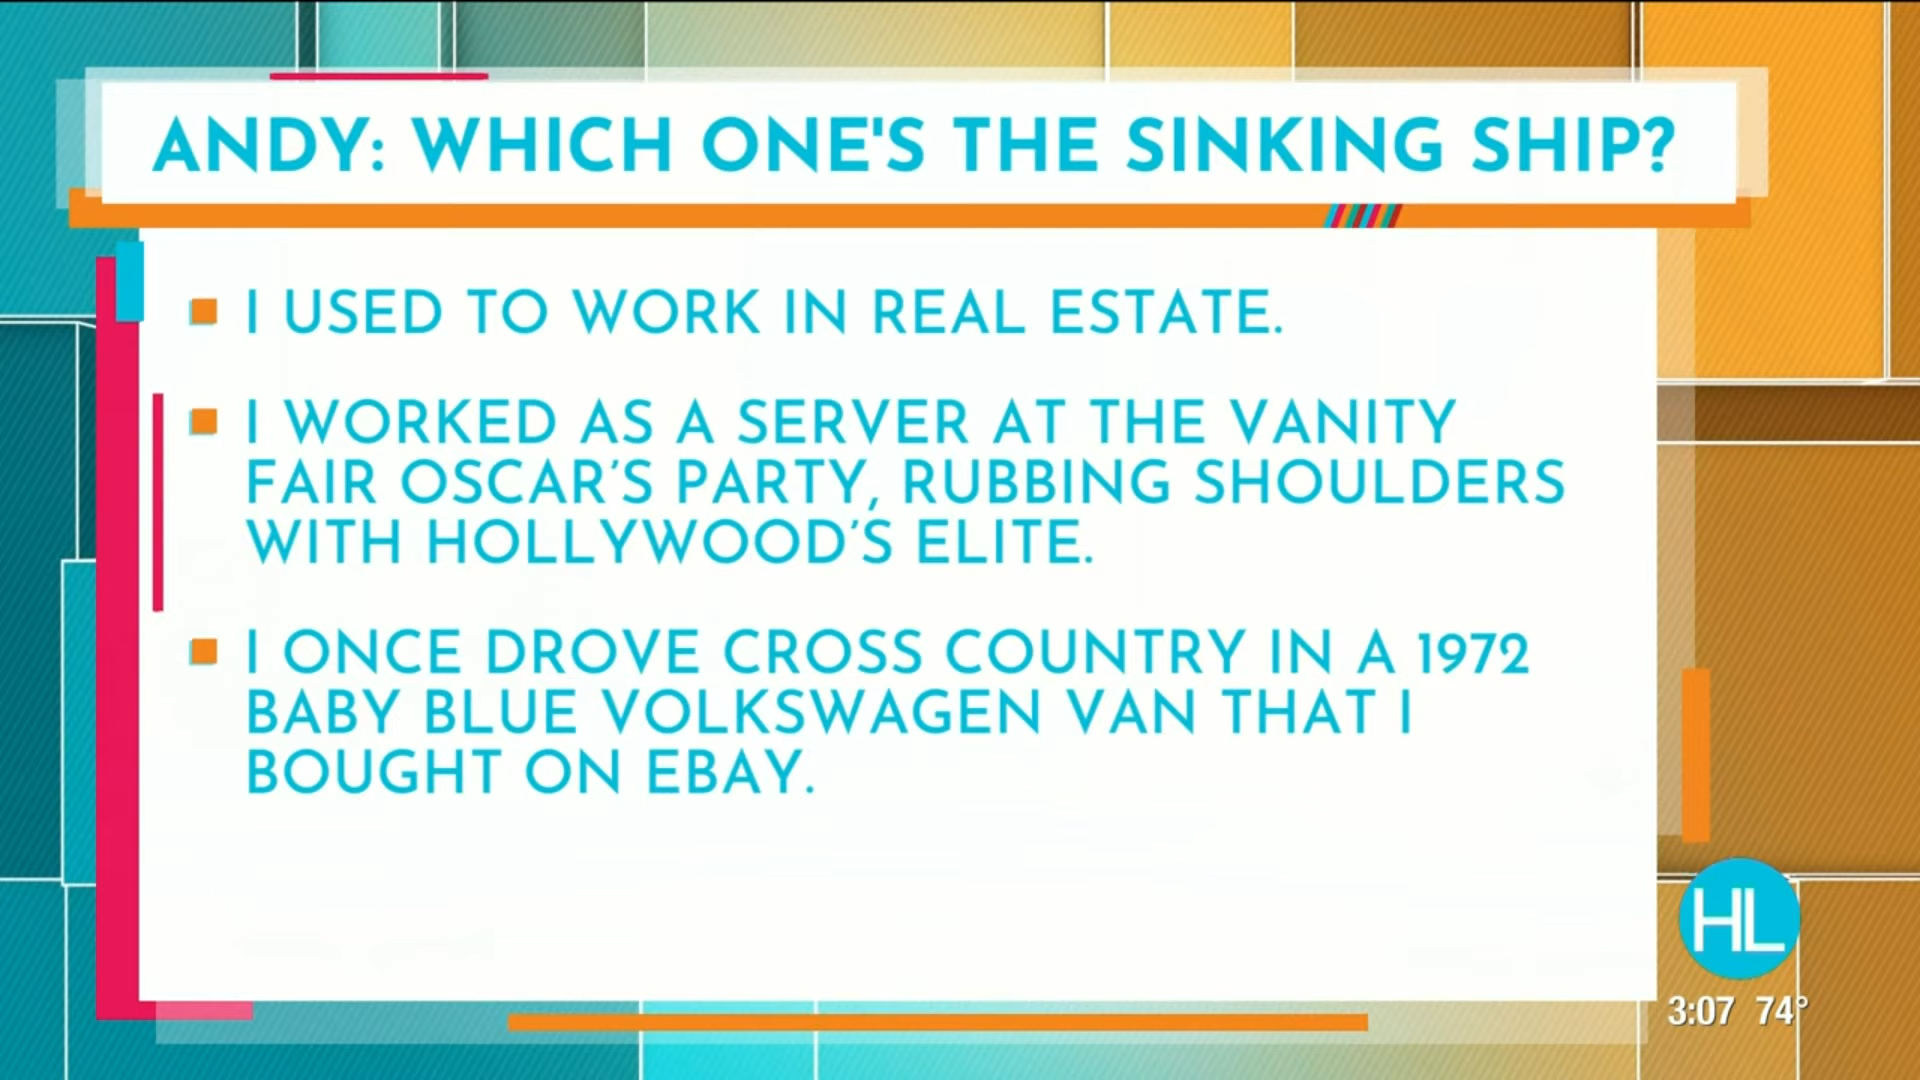 ANDY: WHICH ONE'S THE SINKING SHIP?
I USED TO WORK IN REAL ESTATE.
I WORKED AS A SERVER AT THE VANITY
FAIR OSCAR’S PARTY, RUBBING SHOULDERS
WITH HOLLYWOOD’S ELITE.
I ONCE DROVE CROSS COUNTRY IN A 1972
BABY BLUE VOLKSWAGEN VAN THAT I
BOUGHT ON EBAY.
HL
3:07 74°